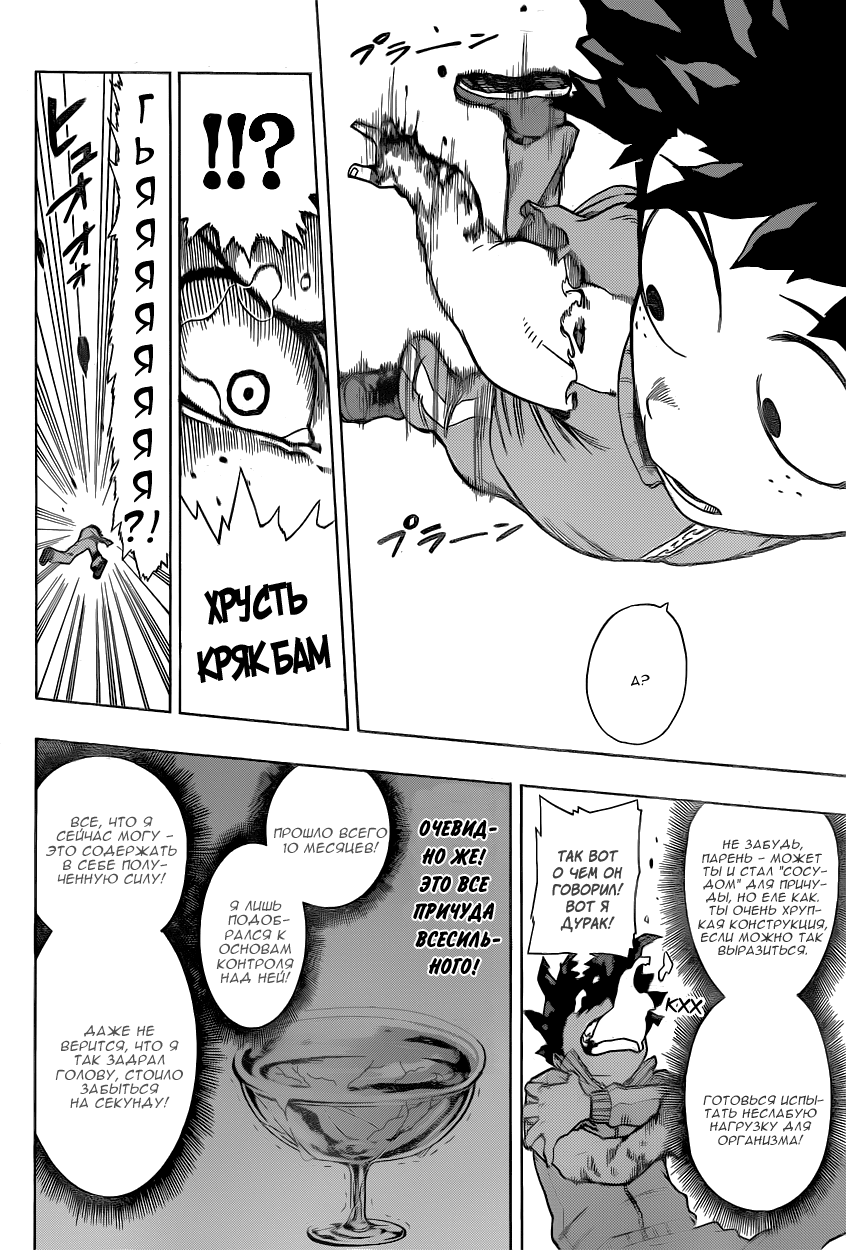 プラーン
プラーン
А?
!!?
ХРУСТЬ
КРЯК БАМ
ヒュオオオオ
ГЬЯЯЯЯЯЯЯЯ?!
НЕ ЗАБУДЬ,
ПАРЕНЬ – МОЖЕТ
ТЫ И СТАЛ "СОСУ-
ДОМ" ДЛЯ ПРИЧУ-
ДЫ, НО ЕЛЕ КАК.
ТЫ ОЧЕНЬ ХРУП-
КАЯ КОНСТРУКЦИЯ,
ЕСЛИ МОЖНО ТАК
ВЫРАЗИТЬСЯ.
ГОТОВЬСЯ ИСПЫ-
ТАТЬ НЕСЛАБУЮ
НАГРУЗКУ ДЛЯ
ОРГАНИЗМА!
КХХ
ТАК ВОТ
О ЧЕМ ОН
ГОВОРИЛ!
ВОТ Я
ДУРАК!
ОЧЕВИД-
НО ЖЕ!
ЭТО ВСЕ
ПРИЧУДА
ВСЕСИЛЬ-
НОГО!
ПРОШЛО ВСЕГО
10 МЕСЯЦЕВ!
Я ЛИШЬ
ПОДОБ-
РАЛСЯ К
ОСНОВАМ
КОНТРОЛЯ
НАД НЕЙ!
ВСЕ, ЧТО Я
СЕЙЧАС МОГУ –
ЭТО СОДЕРЖАТЬ
В СЕБЕ ПОЛУ-
ЧЕННУЮ СИЛУ!
ДАЖЕ НЕ
ВЕРИТСЯ, ЧТО Я
ТАК ЗАДРАЛ
ГОЛОВУ, СТОИЛО
ЗАБЫТЬСЯ
НА СЕКУНДУ!